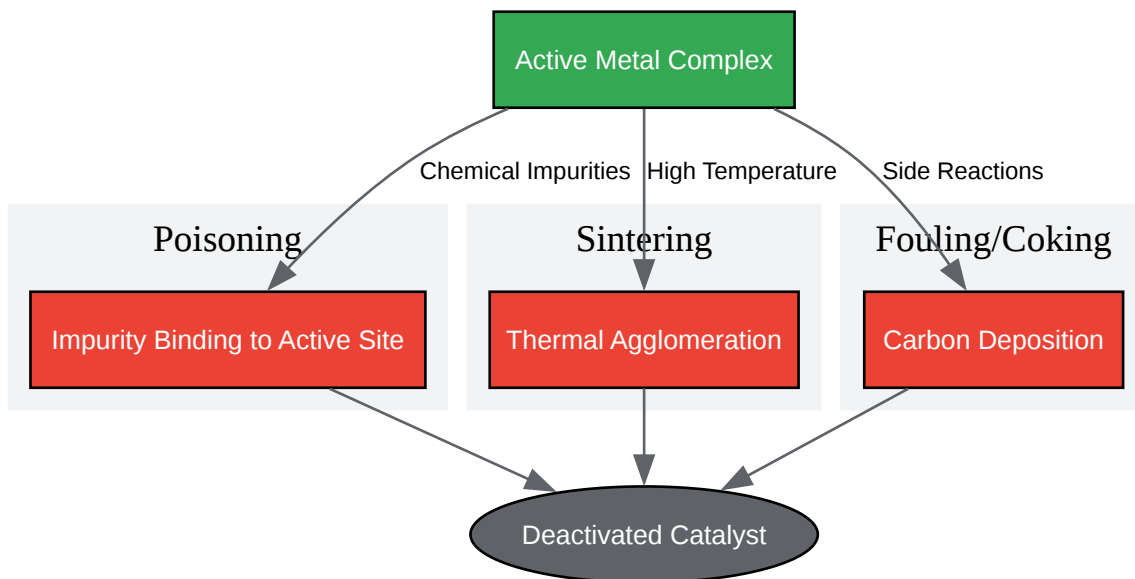 Active Metal Complex
Chemical Impurities
High Temperature
Side Reactions
Poisoning
Sintering
Fouling/Coking
Impurity Binding to Active Site
Thermal Agglomeration
Carbon Deposition
Deactivated Catalyst